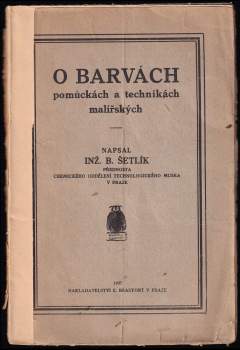 O BARVÁCH
pomůckách a technikách
malířských
NAPSAL
INŽ. B. ŠETLÍK
PŘEDNOSTA
CHEMICKÉHO ODDĚLENÍ TECHNOLOGICKÉHO MUSEA
V PRAZE
NAKLADATELSTVÍ E. BEAUFORT V PRAZE